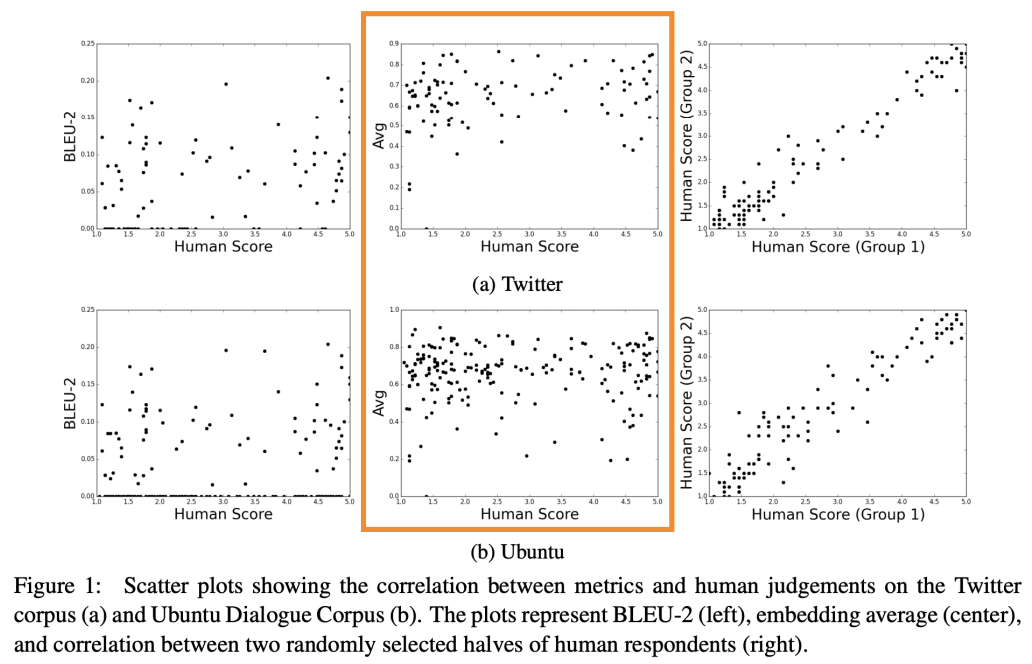 0.25
0.20
0.15
0.10
0.05
0.00
BLEU-2
1.0 1.5 2.0 2.5 3.0 3.5 4.0 4.5 5.0
Human Score
0.9
0.8
0.7
0.6
0.5
0.4
0.3
0.2
0.1
0.0
Avg
1.0 1.5 2.0 2.5 3.0 3.5 4.0 4.5 5.0
Human Score
5.0
4.5
4.0
3.5
3.0
2.5
2.0
1.5
1.0
Human Score (Group 2)
1.0 1.5 2.0 2.5 3.0 3.5 4.0 4.5 5.0
Human Score (Group 1)
(a) Twitter
0.25
0.20
0.15
0.10
0.05
0.00
BLEU-2
1.0 1.5 2.0 2.5 3.0 3.5 4.0 4.5 5.0
Human Score
1.0
0.8
0.6
0.4
0.2
0.0
Avg
1.0 1.5 2.0 2.5 3.0 3.5 4.0 4.5 5.0
Human Score
5.0
4.5
4.0
3.5
3.0
2.5
2.0
1.5
1.0
Human Score (Group 2)
1.0 1.5 2.0 2.5 3.0 3.5 4.0 4.5 5.0
Human Score (Group 1)
(b) Ubuntu
Figure 1: Scatter plots showing the correlation between metrics and human judgements on the Twitter
corpus (a) and Ubuntu Dialogue Corpus (b). The plots represent BLEU-2 (left), embedding average (center),
and correlation between two randomly selected halves of human respondents (right).